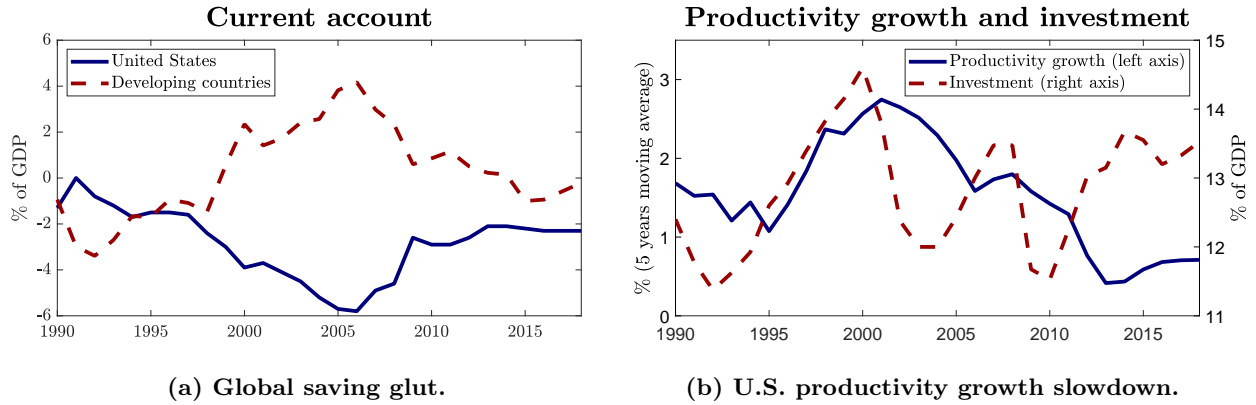 Current account
% of GDP
6
4
2
0
-2
-4
-6
United States
Developing countries
1990
1995
2000
2005
2010
2015
(a) Global saving glut.
Productivity growth and investment
% (5 years moving average)
3
2
1
0
Productivity growth (left axis)
Investment (right axis)
15
14
13
12
11
% of GDP
1990
1995
2000
2005
2010
2015
(b) U.S. productivity growth slowdown.